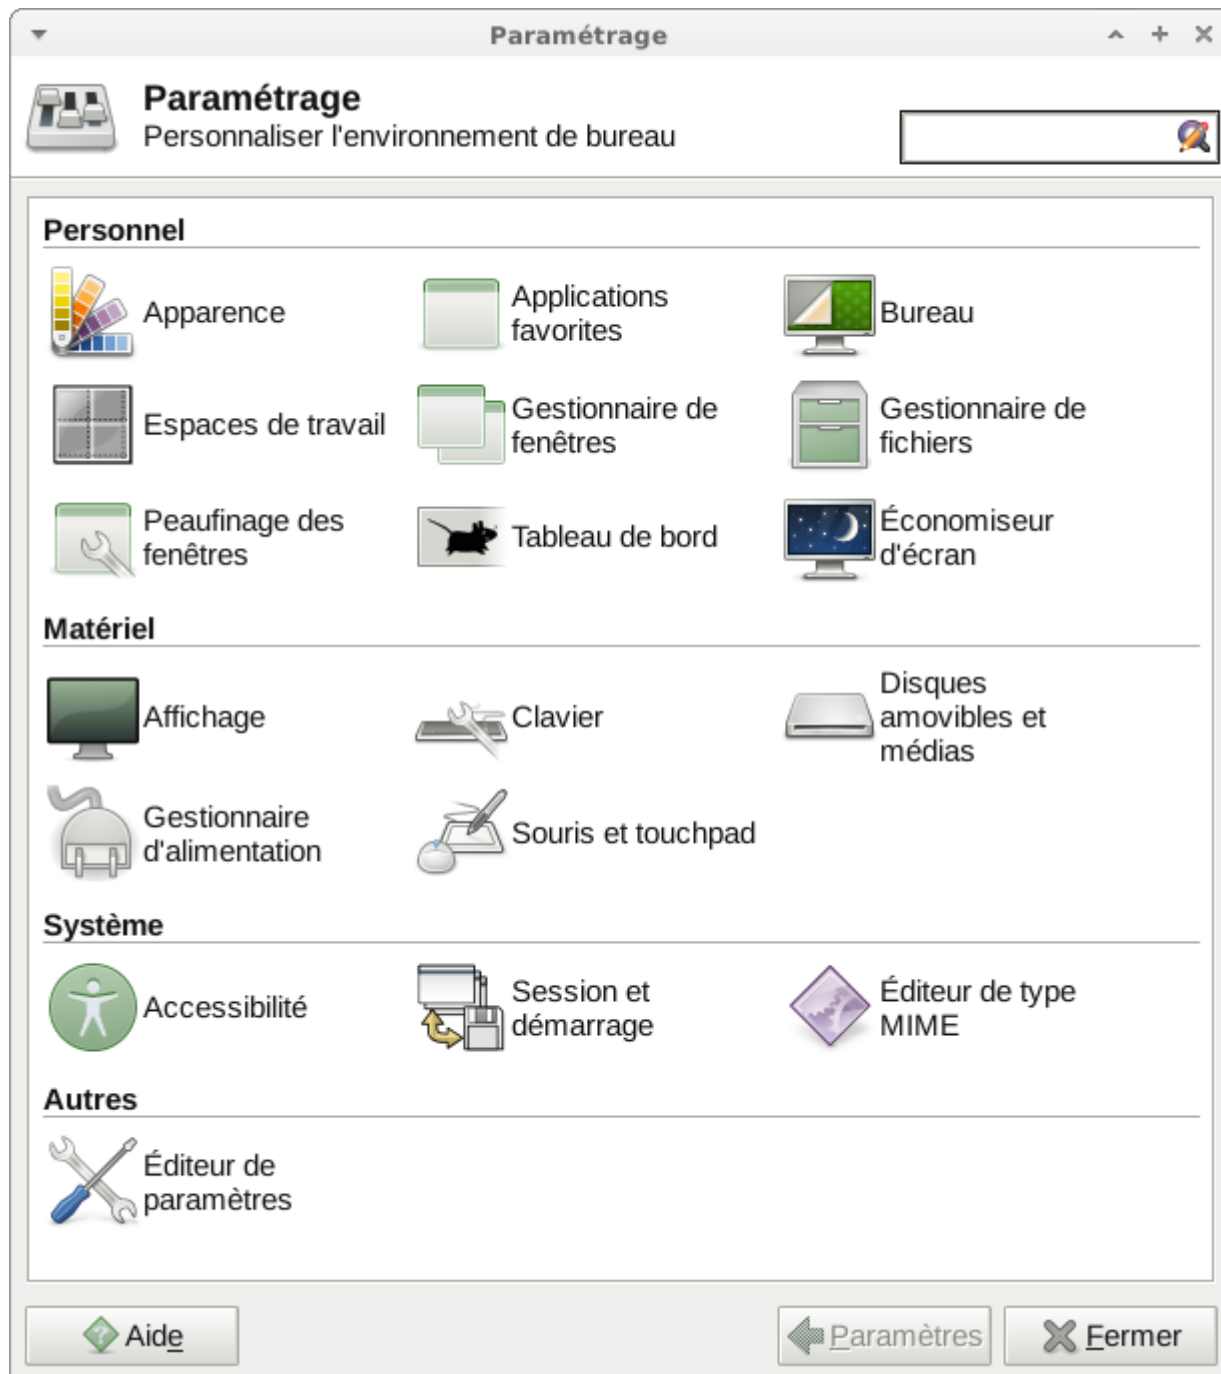 Paramétrage
Paramétrage
Personnaliser l'environnement de bureau
Personnel
Apparence
Applications
favorites
Bureau
Espaces de travail
Gestionnaire de
fenêtres
Gestionnaire de
fichiers
Peaufinage des
fenêtres
Tableau de bord
Économiseur
d'écran
Matériel
Affichage
Clavier
Disques
amovibles et
médias
Gestionnaire
d'alimentation
Souris et touchpad
Système
Accessibilité
Session et
démarrage
Éditeur de type
MIME
Autres
Éditeur de
paramètres
Aide
Paramètres
Fermer